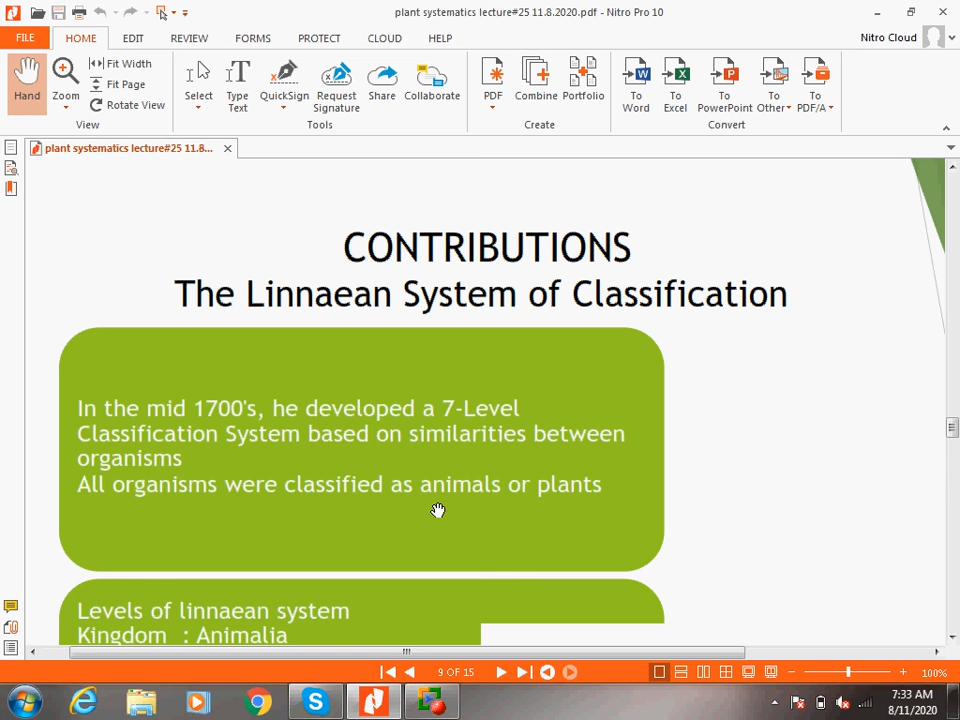 plant systematics lecture#25 11.8.2020.pdf - Nitro Pro 10
FILE
HOME
EDIT
REVIEW
FORMS
PROTECT
CLOUD
HELP
Nitro Cloud
Hand
Zoom
Fit Width
Fit Page
Rotate View
View
Select
Type Text
QuickSign
Request Signature
Share
Collaborate
Tools
PDF
Combine
Portfolio
Create
To Word
To Excel
To PowerPoint
To Other
To PDF/A
Convert
plant systematics lecture#25 11.8...
CONTRIBUTIONS
The Linnaean System of Classification
In the mid 1700's, he developed a 7-Level
Classification System based on similarities between
organisms
All organisms were classified as animals or plants
Levels of linnaean system
Kingdom : Animalia
9 OF 15
100%
7:33 AM
8/11/2020